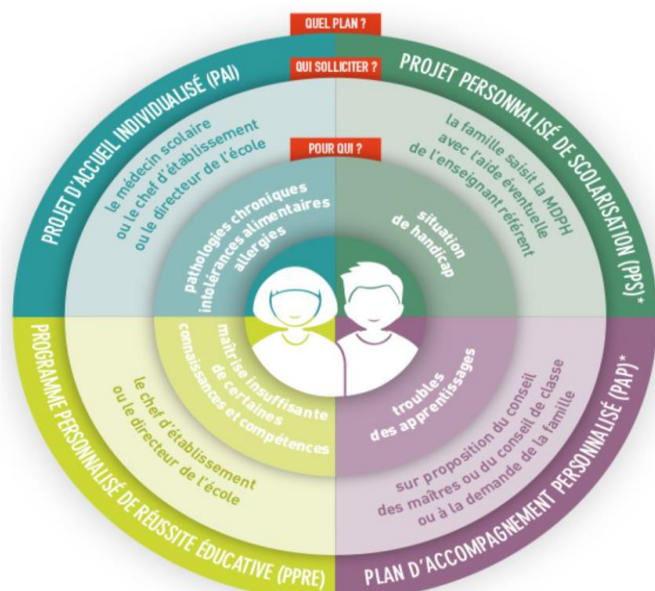 QUEL PLAN ?
QUI SOLLICITER ?
POUR QUI ?
PROJET D'ACCUEIL INDIVIDUALISÉ (PAI)
le médecin scolaire
ou le chef d'établissement
ou le directeur de l'école
pathologies chroniques
intolérances alimentaires
allergies
PROJET PERSONNALISÉ DE SCOLARISATION (PPS)*
la famille saisit la MDPH
avec l'aide éventuelle
de l'enseignant référent
situation
de handicap
PROGRAMME PERSONNALISÉ DE RÉUSSITE ÉDUCATIVE (PPRE)
le chef d'établissement
ou le directeur de l'école
maîtrise insuffisante
de certaines
connaissances et compétences
PLAN D'ACCOMPAGNEMENT PERSONNALISÉ (PAP)*
sur proposition du conseil
des maîtres ou du conseil de classe
ou à la demande de la famille
troubles
des apprentissages